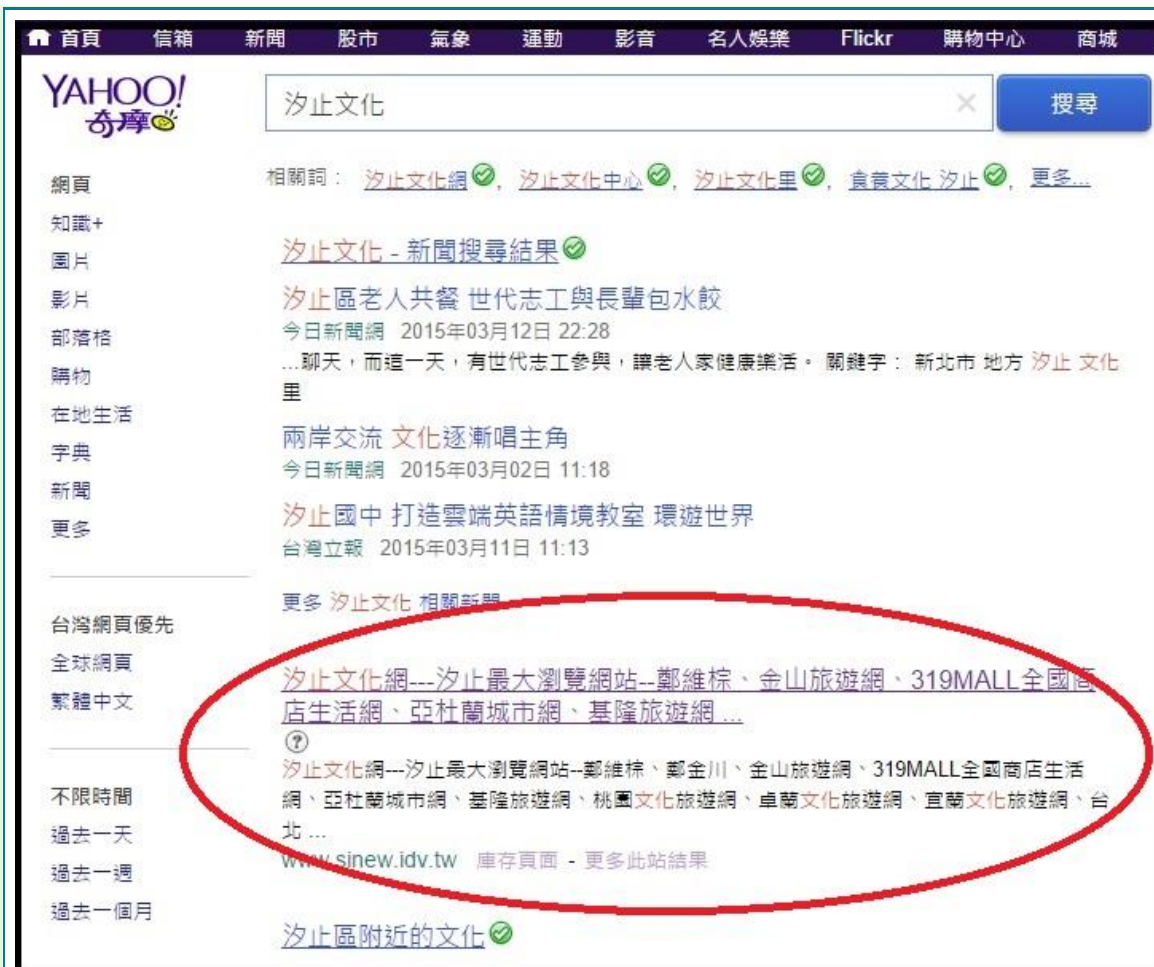 首頁 信箱 新聞 股市 氣象 運動 影音 名人娛樂 Flickr 購物中心 商城
YAHOO!
奇摩
汐止文化
搜尋
相關詞： 汐止文化網, 汐止文化中心, 汐止文化里, 食養文化 汐止, 更多...
網頁
知識+
圖片
影片
部落格
購物
在地生活
字典
新聞
更多
台灣網頁優先
全球網頁
繁體中文
不限時間
過去一天
過去一週
過去一個月
汐止文化 - 新聞搜尋結果
汐止區老人共餐 世代志工與長輩包水餃
今日新聞網 2015年03月12日 22:28
...聊天，而這一天，有世代志工參與，讓老人家健康樂活。 關鍵字： 新北市 地方 汐止 文化
里
兩岸交流 文化逐漸唱主角
今日新聞網 2015年03月02日 11:18
汐止國中 打造雲端英語情境教室 環遊世界
台灣立報 2015年03月11日 11:13
更多 汐止文化 相關新聞
汐止文化網---汐止最大瀏覽網站--鄭維棕、金山旅遊網、319MALL全國商
店生活網、亞杜蘭城市網、基隆旅遊網 ...
汐止文化網---汐止最大瀏覽網站--鄭維棕、鄭金川、金山旅遊網、319MALL全國商店生活
網、亞杜蘭城市網、基隆旅遊網、桃園文化旅遊網、卓蘭文化旅遊網、宜蘭文化旅遊網、台
北 ...
www.sinew.idv.tw 庫存頁面 - 更多此站結果
汐止區附近的文化